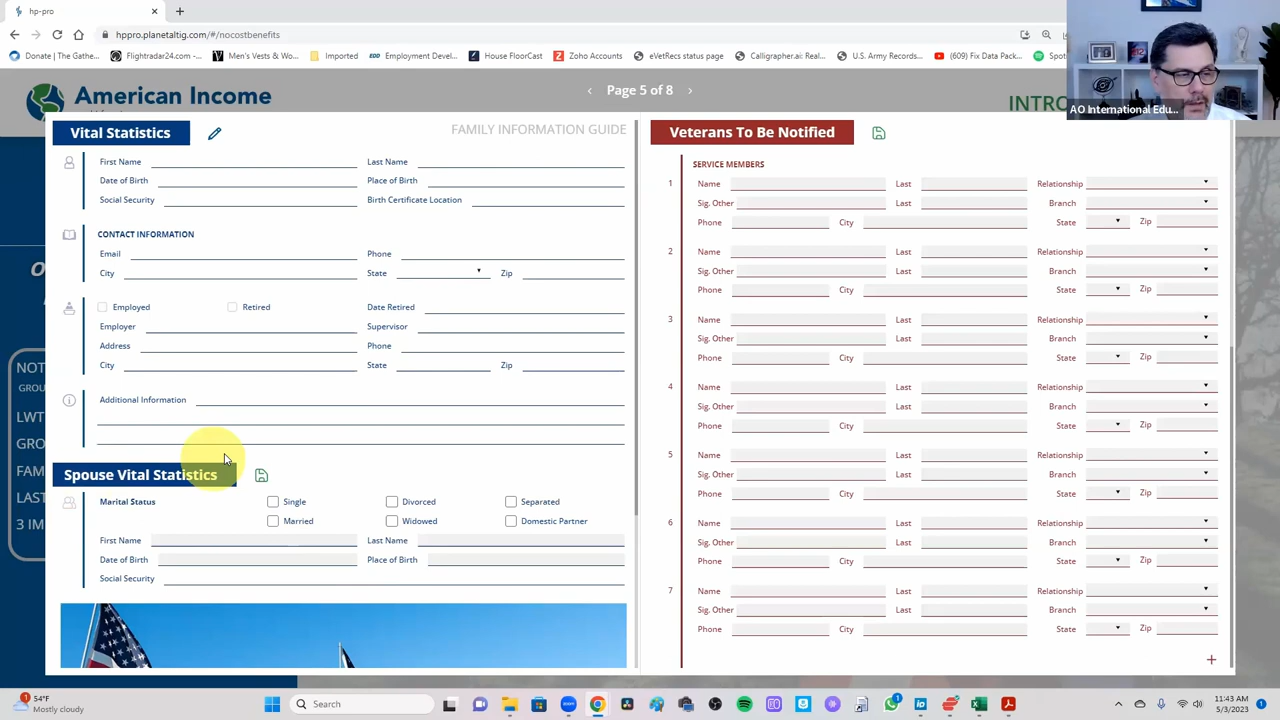 hp-pro
hppro.planetaltig.com/#/nocostbenefits
Donate | The Gathe...
Flightradar24.com -...
Men's Vests & Wo...
Imported
EDD
Employment Devel...
House FloorCast
Zoho Accounts
eVetRecs status page
Calligrapher.ai: Real...
U.S. Army Records...
(609) Fix Data Pack...
Spot
American Income
Page 5 of 8
INTRO
AO International Edu...
Vital Statistics
FAMILY INFORMATION GUIDE
First Name
Last Name
Date of Birth
Place of Birth
Social Security
Birth Certificate Location
CONTACT INFORMATION
Email
Phone
City
State
Zip
Employed
Retired
Date Retired
Employer
Supervisor
Address
Phone
City
State
Zip
Additional Information
Spouse Vital Statistics
Marital Status
Single
Divorced
Separated
Married
Widowed
Domestic Partner
First Name
Last Name
Date of Birth
Place of Birth
Social Security
Veterans To Be Notified
SERVICE MEMBERS
1 Name Last Relationship
Sig. Other Last Branch
Phone City State Zip
2 Name Last Relationship
Sig. Other Last Branch
Phone City State Zip
3 Name Last Relationship
Sig. Other Last Branch
Phone City State Zip
4 Name Last Relationship
Sig. Other Last Branch
Phone City State Zip
5 Name Last Relationship
Sig. Other Last Branch
Phone City State Zip
6 Name Last Relationship
Sig. Other Last Branch
Phone City State Zip
7 Name Last Relationship
Sig. Other Last Branch
Phone City State Zip
NOT
GROU
LWT
GRO
FAM
LAST
3 IM
54°F
Mostly cloudy
Search
11:43 AM
5/3/2023